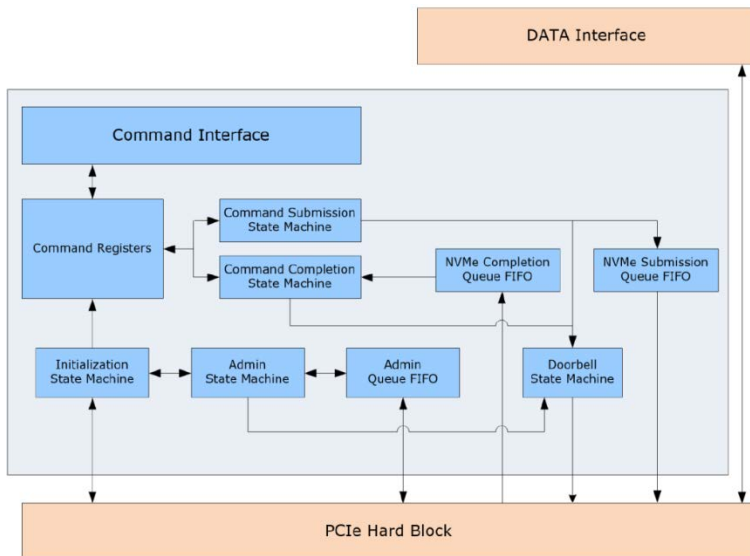 DATA Interface
Command Interface
Command Registers
Command Submission
State Machine
Command Completion
State Machine
NVMe Completion
Queue FIFO
NVMe Submission
Queue FIFO
Initialization
State Machine
Admin
State Machine
Admin
Queue FIFO
Doorbell
State Machine
PCIe Hard Block